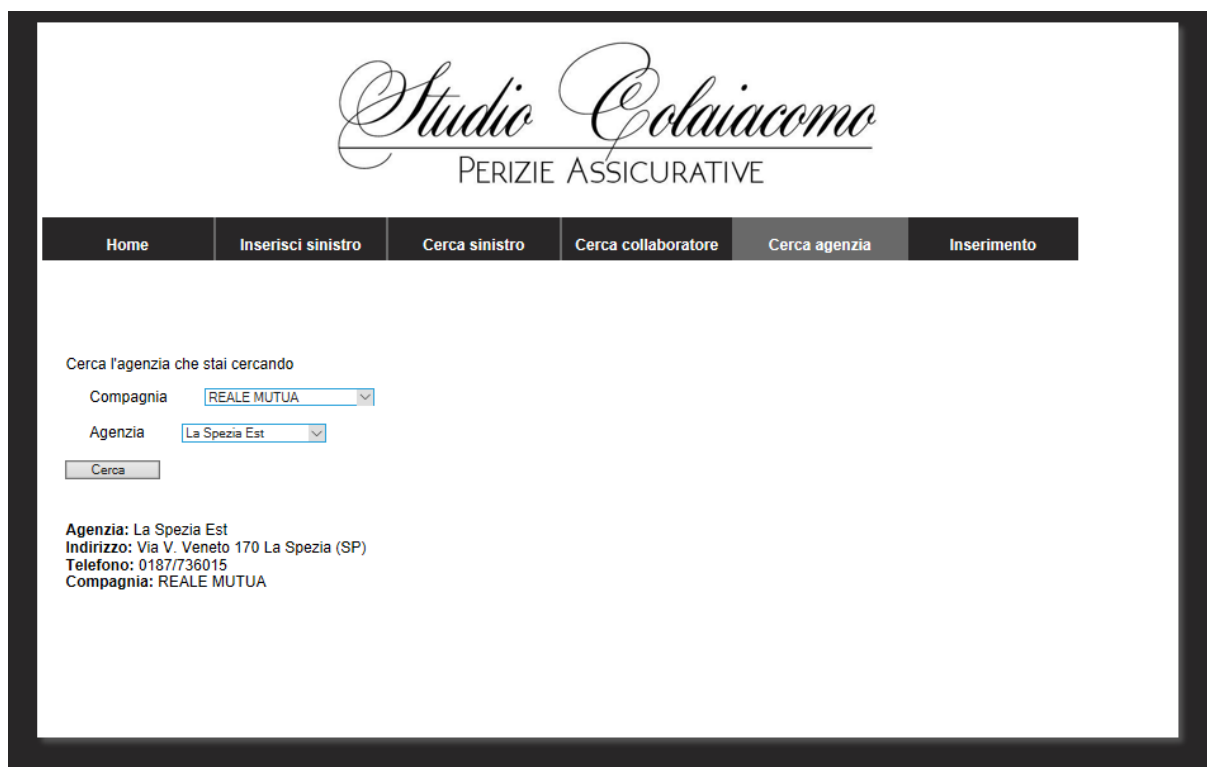 Studio Colaiacomo
PERIZIE ASSICURATIVE
Home Inserisci sinistro Cerca sinistro Cerca collaboratore Cerca agenzia Inserimento
Cerca l'agenzia che stai cercando
Compagnia REALE MUTUA
Agenzia La Spezia Est
Cerca
Agenzia: La Spezia Est
Indirizzo: Via V. Veneto 170 La Spezia (SP)
Telefono: 0187/736015
Compagnia: REALE MUTUA